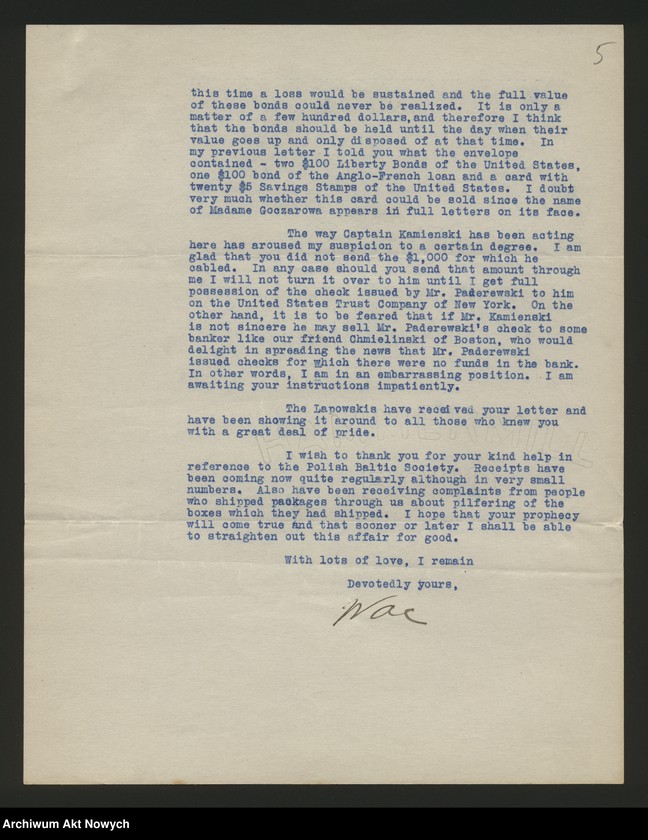 5
this time a loss would be sustained and the full value
of these bonds could never be realized. It is only a
matter of a few hundred dollars,and therefore I think
that the bonds should be held until the day when their
value goes up and only disposed of at that time. In
my previous letter I told you what the envelope
contained - two $100 Liberty Bonds of the United States,
one $100 bond of the Anglo-French loan and a card with
twenty $5 Savings Stamps of the United States. I doubt
very much whether this card could be sold since the name
of Madame Goczarowa appears in full letters on its face.
The way Captain Kamienski has been acting
here has aroused my suspicion to a certain degree. I am
glad that you did not send the $1,000 for which he
cabled. In any case should you send that amount through
me I will not turn it over to him until I get full
possession of the check issued by Mr. Paderewski to him
on the United States Trust Company of New York. On the
other hand, it is to be feared that if Mr. Kamienski
is not sincere he may sell Mr. Paderewski's check to some
banker like our friend Chmielinski of Boston, who would
delight in spreading the news that Mr. Paderewski
issued checks for which there were no funds in the bank.
In other words, I am in an embarrassing position. I am
awaiting your instructions impatiently.
The Lapowskis have received your letter and
have been showing it around to all those who knew you
with a great deal of pride.
I wish to thank you for your kind help in
reference to the Polish Baltic Society. Receipts have
been coming now quite regularly although in very small
numbers. Also have been receiving complaints from people
who shipped packages through us about pilfering of the
boxes which they had shipped. I hope that your prophecy
will come true and that sooner or later I shall be able
to straighten out this affair for good.
With lots of love, I remain
Devotedly yours,
Wac
Archiwum Akt Nowych